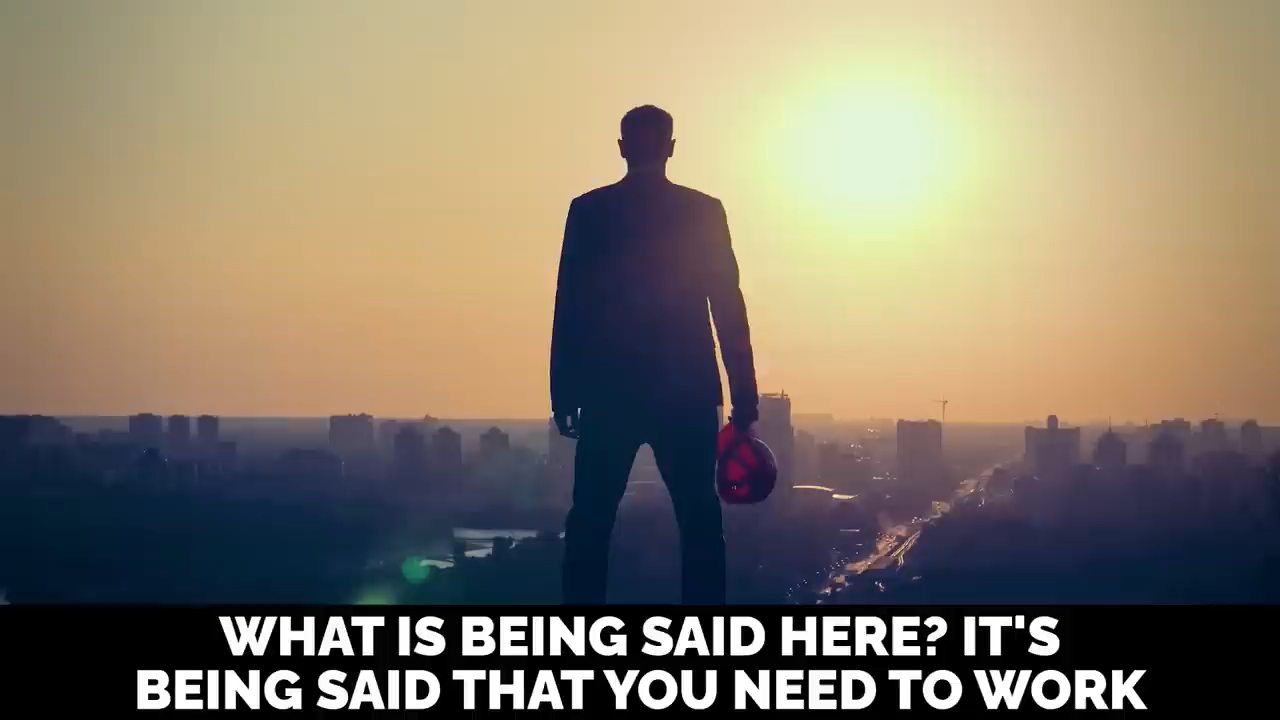 WHAT IS BEING SAID HERE? IT'S
BEING SAID THAT YOU NEED TO WORK